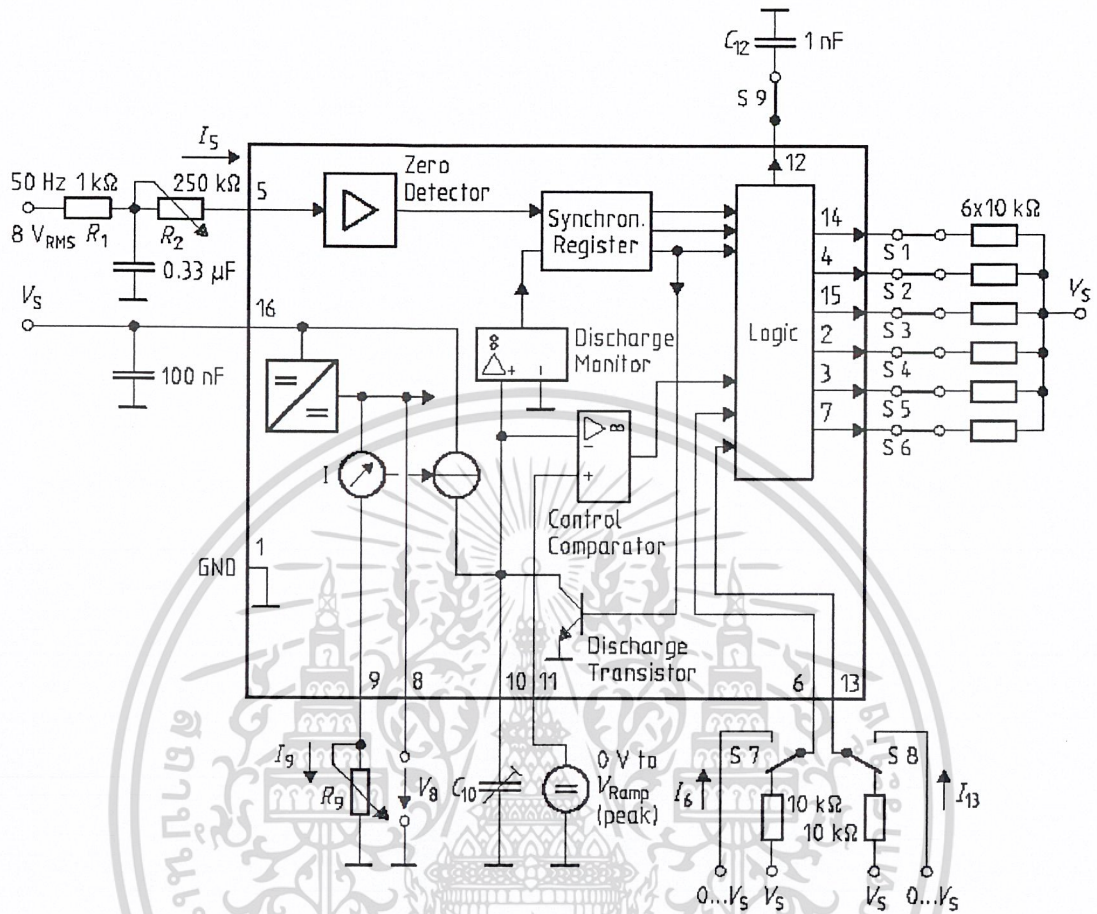 C12
1 nF
S 9
12
I5
50 Hz 1 kΩ
250 kΩ
5
8 VRMS R1
R2
0.33 µF
Zero
Detector
Synchron.
Register
Logic
14
4
15
2
3
7
S 1
S 2
S 3
S 4
S 5
S 6
6x10 kΩ
VS
VS
16
100 nF
∞
+
-
Discharge
Monitor
∞
-
+
Control
Comparator
I
1
GND
Discharge
Transistor
9
8
10
11
6
13
I9
R9
V8
C10
0 V to
VRamp
(peak)
S 7
S 8
I6
10 kΩ
10 kΩ
I13
0...VS
VS
VS
0...VS